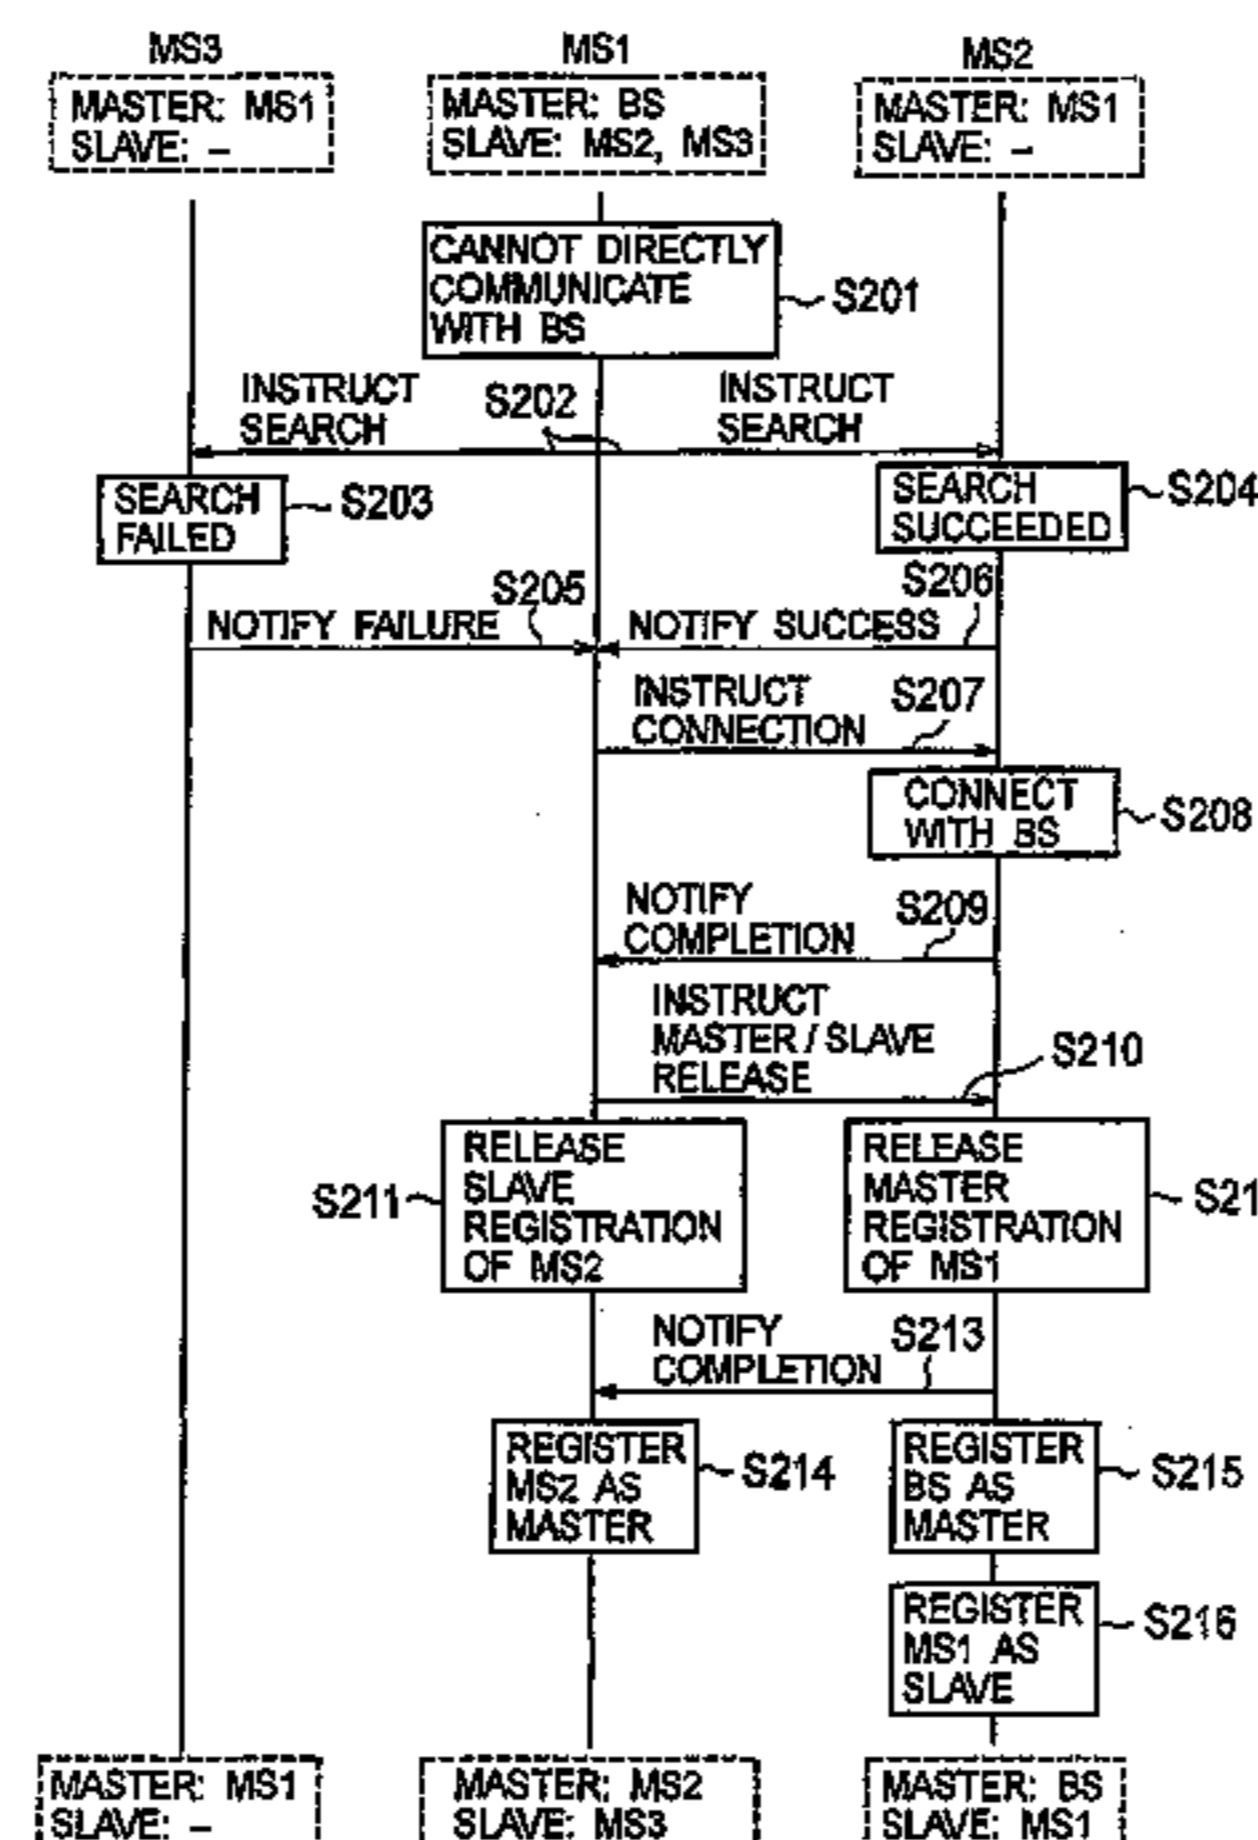 MS3
MS1
MS2
MASTER: MS1
SLAVE: –
MASTER: BS
SLAVE: MS2, MS3
MASTER: MS1
SLAVE: –
CANNOT DIRECTLY
COMMUNICATE
WITH BS
S201
INSTRUCT
SEARCH
S202
INSTRUCT
SEARCH
SEARCH
FAILED
S203
SEARCH
SUCCEEDED
S204
NOTIFY FAILURE
S205
NOTIFY SUCCESS
S206
INSTRUCT
CONNECTION
S207
CONNECT
WITH BS
S208
NOTIFY
COMPLETION
S209
INSTRUCT
MASTER / SLAVE
RELEASE
S210
S211
RELEASE
SLAVE
REGISTRATION
OF MS2
RELEASE
MASTER
REGISTRATION
OF MS1
S21
NOTIFY
COMPLETION
S213
REGISTER
MS2 AS
MASTER
S214
REGISTER
BS AS
MASTER
S215
REGISTER
MS1 AS
SLAVE
S216
MASTER: MS1
SLAVE: –
MASTER: MS2
SLAVE: MS3
MASTER: BS
SLAVE: MS1